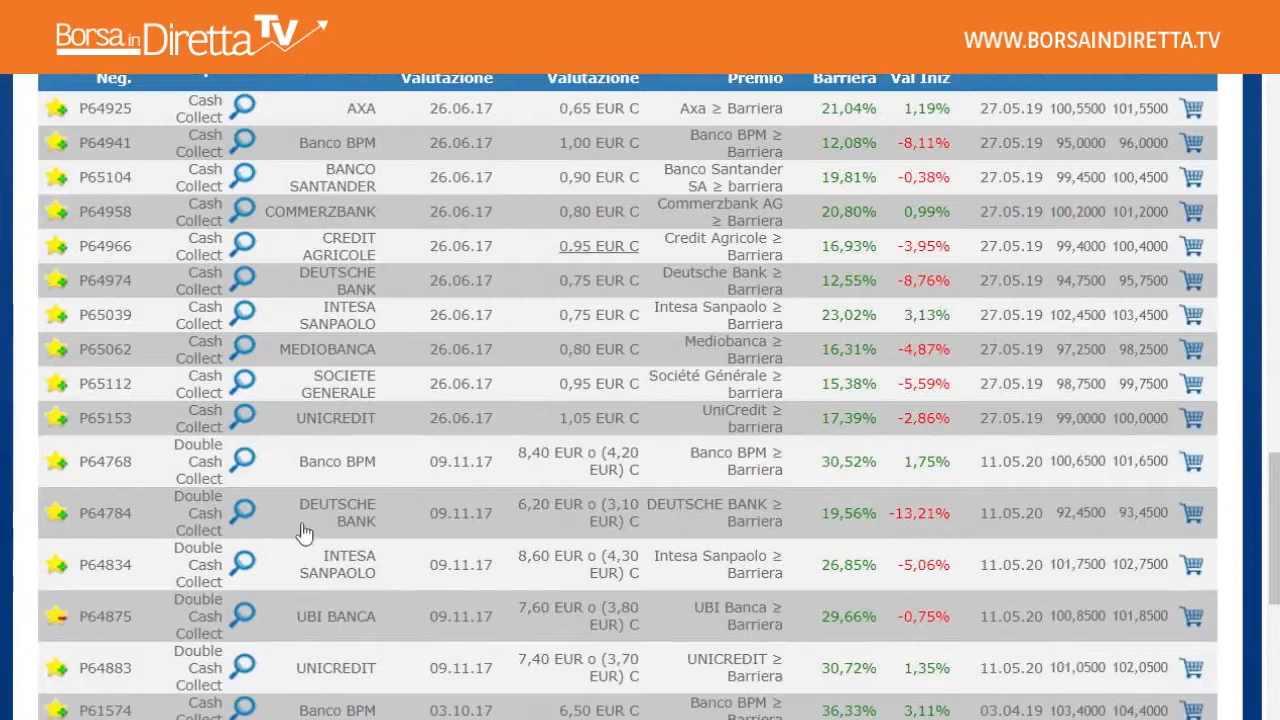 Borsa in Diretta TV
WWW.BORSAINDIRETTA.TV
Neg. Valutazione Valutazione Premio Barriera Val Iniz
P64925 Cash Collect AXA 26.06.17 0,65 EUR C Axa ≥ Barriera 21,04% 1,19% 27.05.19 100,5500 101,5500
P64941 Cash Collect Banco BPM 26.06.17 1,00 EUR C Banco BPM ≥ Barriera 12,08% -8,11% 27.05.19 95,0000 96,0000
P65104 Cash Collect BANCO SANTANDER 26.06.17 0,90 EUR C Banco Santander SA ≥ barriera 19,81% -0,38% 27.05.19 99,4500 100,4500
P64958 Cash Collect COMMERZBANK 26.06.17 0,80 EUR C Commerzbank AG ≥ Barriera 20,80% 0,99% 27.05.19 100,2000 101,2000
P64966 Cash Collect CREDIT AGRICOLE 26.06.17 0,95 EUR C Credit Agricole ≥ Barriera 16,93% -3,95% 27.05.19 99,4000 100,4000
P64974 Cash Collect DEUTSCHE BANK 26.06.17 0,75 EUR C Deutsche Bank ≥ Barriera 12,55% -8,76% 27.05.19 94,7500 95,7500
P65039 Cash Collect INTESA SANPAOLO 26.06.17 0,75 EUR C Intesa Sanpaolo ≥ Barriera 23,02% 3,13% 27.05.19 102,4500 103,4500
P65062 Cash Collect MEDIOBANCA 26.06.17 0,80 EUR C Mediobanca ≥ Barriera 16,31% -4,87% 27.05.19 97,2500 98,2500
P65112 Cash Collect SOCIETE GENERALE 26.06.17 0,95 EUR C Société Générale ≥ Barriera 15,38% -5,59% 27.05.19 98,7500 99,7500
P65153 Cash Collect UNICREDIT 26.06.17 1,05 EUR C UniCredit ≥ barriera 17,39% -2,86% 27.05.19 99,0000 100,0000
P64768 Double Cash Collect Banco BPM 09.11.17 8,40 EUR o (4,20 EUR) C Banco BPM ≥ Barriera 30,52% 1,75% 11.05.20 100,6500 101,6500
P64784 Double Cash Collect DEUTSCHE BANK 09.11.17 6,20 EUR o (3,10 EUR) C DEUTSCHE BANK ≥ Barriera 19,56% -13,21% 11.05.20 92,4500 93,4500
P64834 Double Cash Collect INTESA SANPAOLO 09.11.17 8,60 EUR o (4,30 EUR) C Intesa Sanpaolo ≥ Barriera 26,85% -5,06% 11.05.20 101,7500 102,7500
P64875 Double Cash Collect UBI BANCA 09.11.17 7,60 EUR o (3,80 EUR) C UBI Banca ≥ Barriera 29,66% -0,75% 11.05.20 100,8500 101,8500
P64883 Double Cash Collect UNICREDIT 09.11.17 7,40 EUR o (3,70 EUR) C UNICREDIT ≥ Barriera 30,72% 1,35% 11.05.20 101,0500 102,0500
P61574 Cash Collect Banco BPM 03.10.17 6,50 EUR C Banco BPM ≥ Barriera 36,33% 3,11% 03.04.19 103,4000 104,4000